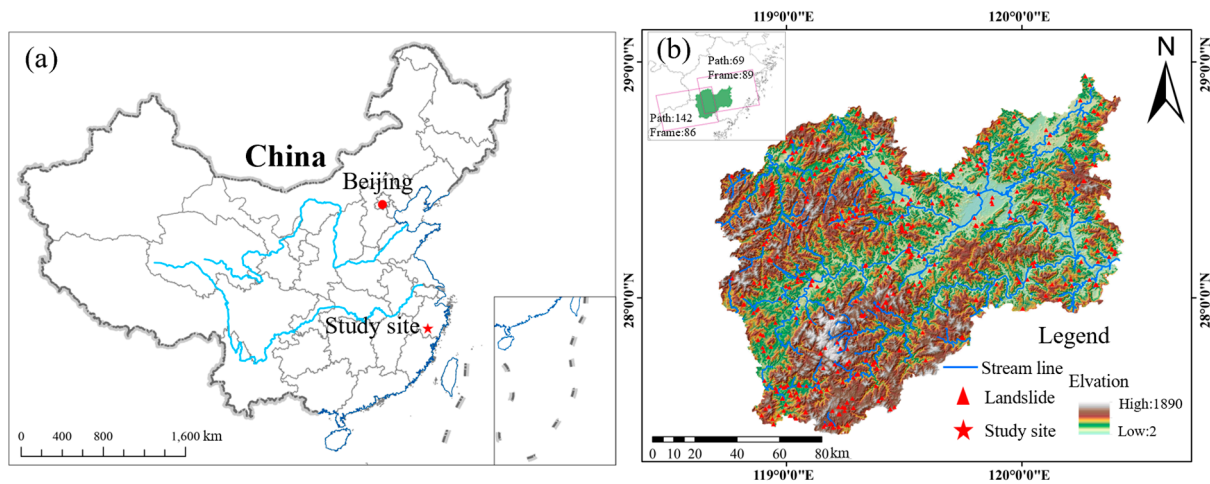 (a)
China
Beijing
Study site
0 400 800 1,600 km
(b)
Path:69
Frame:89
Path:142
Frame:86
119°0'0"E 120°0'0"E
29°0'0"N
28°0'0"N
N
29°0'0"N
28°0'0"N
Legend
Stream line
Landslide
Study site
Elvation
High:1890
Low:2
0 10 20 40 60 80 km
119°0'0"E 120°0'0"E